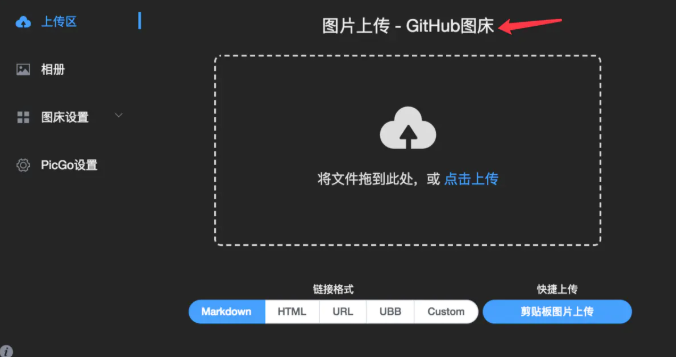 上传区
相册
图床设置
PicGo设置
图片上传 - GitHub图床
将文件拖到此处，或 点击上传
链接格式
快捷上传
Markdown HTML URL UBB Custom
剪贴板图片上传